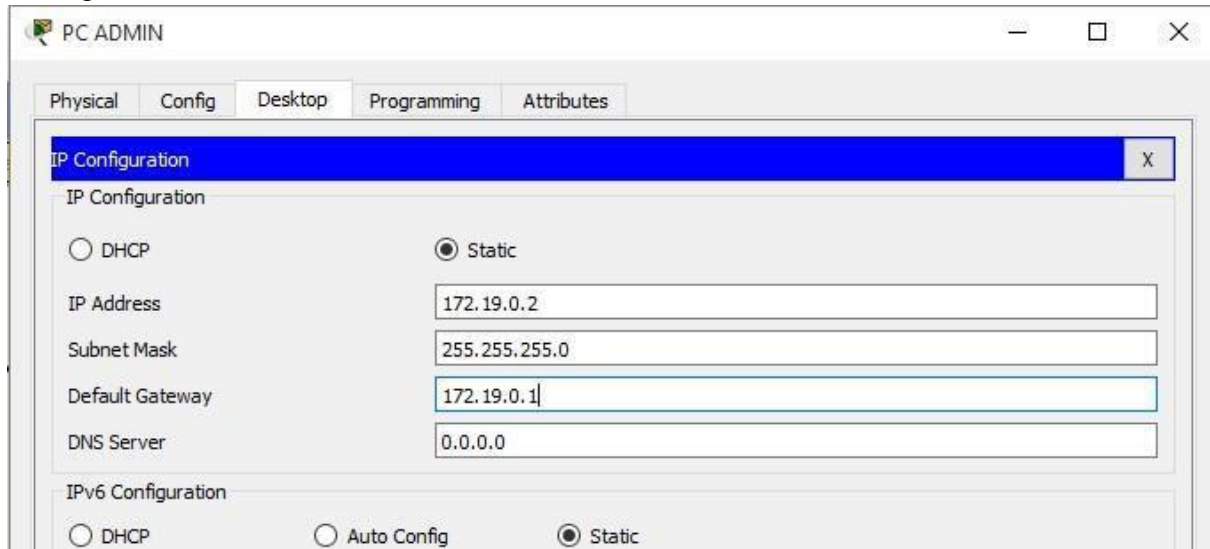 PC ADMIN
Physical Config Desktop Programming Attributes
IP Configuration X
IP Configuration
DHCP Static
IP Address 172.19.0.2
Subnet Mask 255.255.255.0
Default Gateway 172.19.0.1
DNS Server 0.0.0.0
IPv6 Configuration
DHCP Auto Config Static